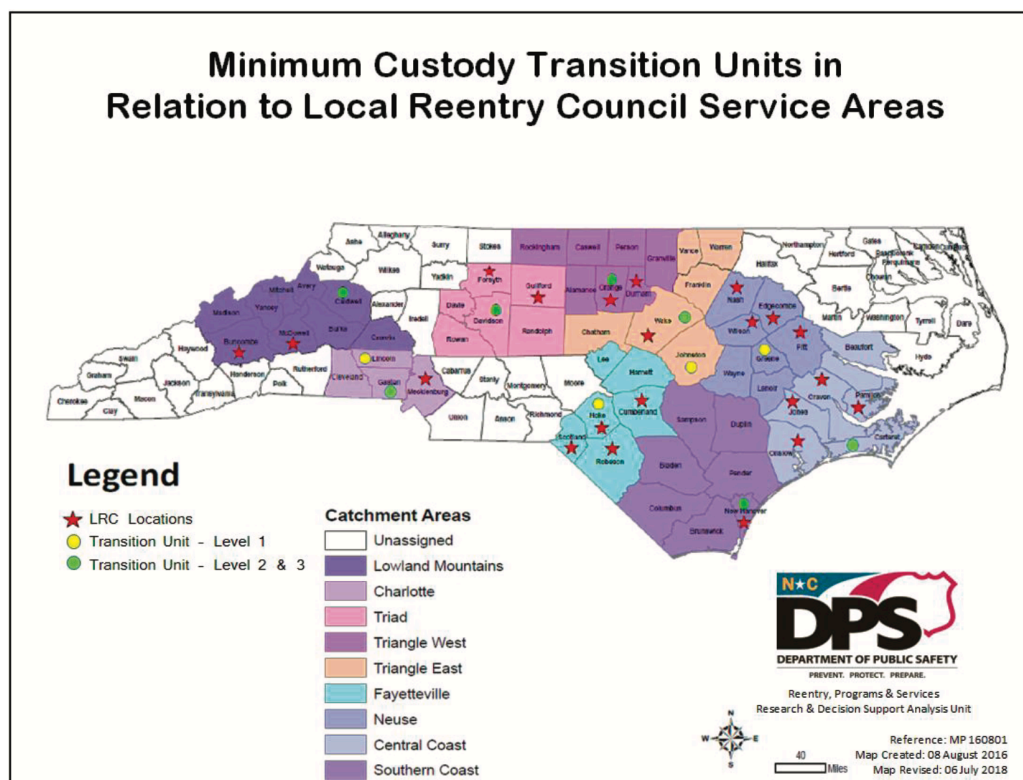 Minimum Custody Transition Units in
Relation to Local Reentry Council Service Areas
Ashe
Alleghany
Surry
Stokes
Rockingham
Caswell
Person
Granville
Vance
Warren
Northampton
Gates
Hertford
Halifax
Watauga
Wilkes
Yadkin
Forsyth
Guilford
Alamance
Orange
Durham
Franklin
Nash
Edgecombe
Bertie
Chowan
Perquimans
Mitchell
Avery
Caldwell
Alexander
Iredell
Davie
Davidson
Randolph
Chatham
Wake
Wilson
Martin
Washington
Tyrrell
Dare
Madison
Yancey
Burke
McDowell
Buncombe
Haywood
Catawba
Rowan
Johnston
Greene
Pitt
Beaufort
Hyde
Swain
Graham
Jackson
Henderson
Rutherford
Polk
Cleveland
Lincoln
Gaston
Mecklenburg
Cabarrus
Stanly
Montgomery
Moore
Lee
Harnett
Wayne
Lenoir
Craven
Pamlico
Cherokee
Clay
Macon
Transylvania
Union
Anson
Richmond
Hoke
Cumberland
Sampson
Duplin
Jones
Carteret
Onslow
Scotland
Robeson
Bladen
Pender
Columbus
New Hanover
Brunswick
Legend
LRC Locations
Transition Unit - Level 1
Transition Unit - Level 2 & 3
Catchment Areas
Unassigned
Lowland Mountains
Charlotte
Triad
Triangle West
Triangle East
Fayetteville
Neuse
Central Coast
Southern Coast
N★C
DPS
DEPARTMENT OF PUBLIC SAFETY
PREVENT. PROTECT. PREPARE.
Reentry, Programs & Services
Research & Decision Support Analysis Unit
N
W
E
S
40
Miles
Reference: MP 160801
Map Created: 08 August 2016
Map Revised: 06 July 2018